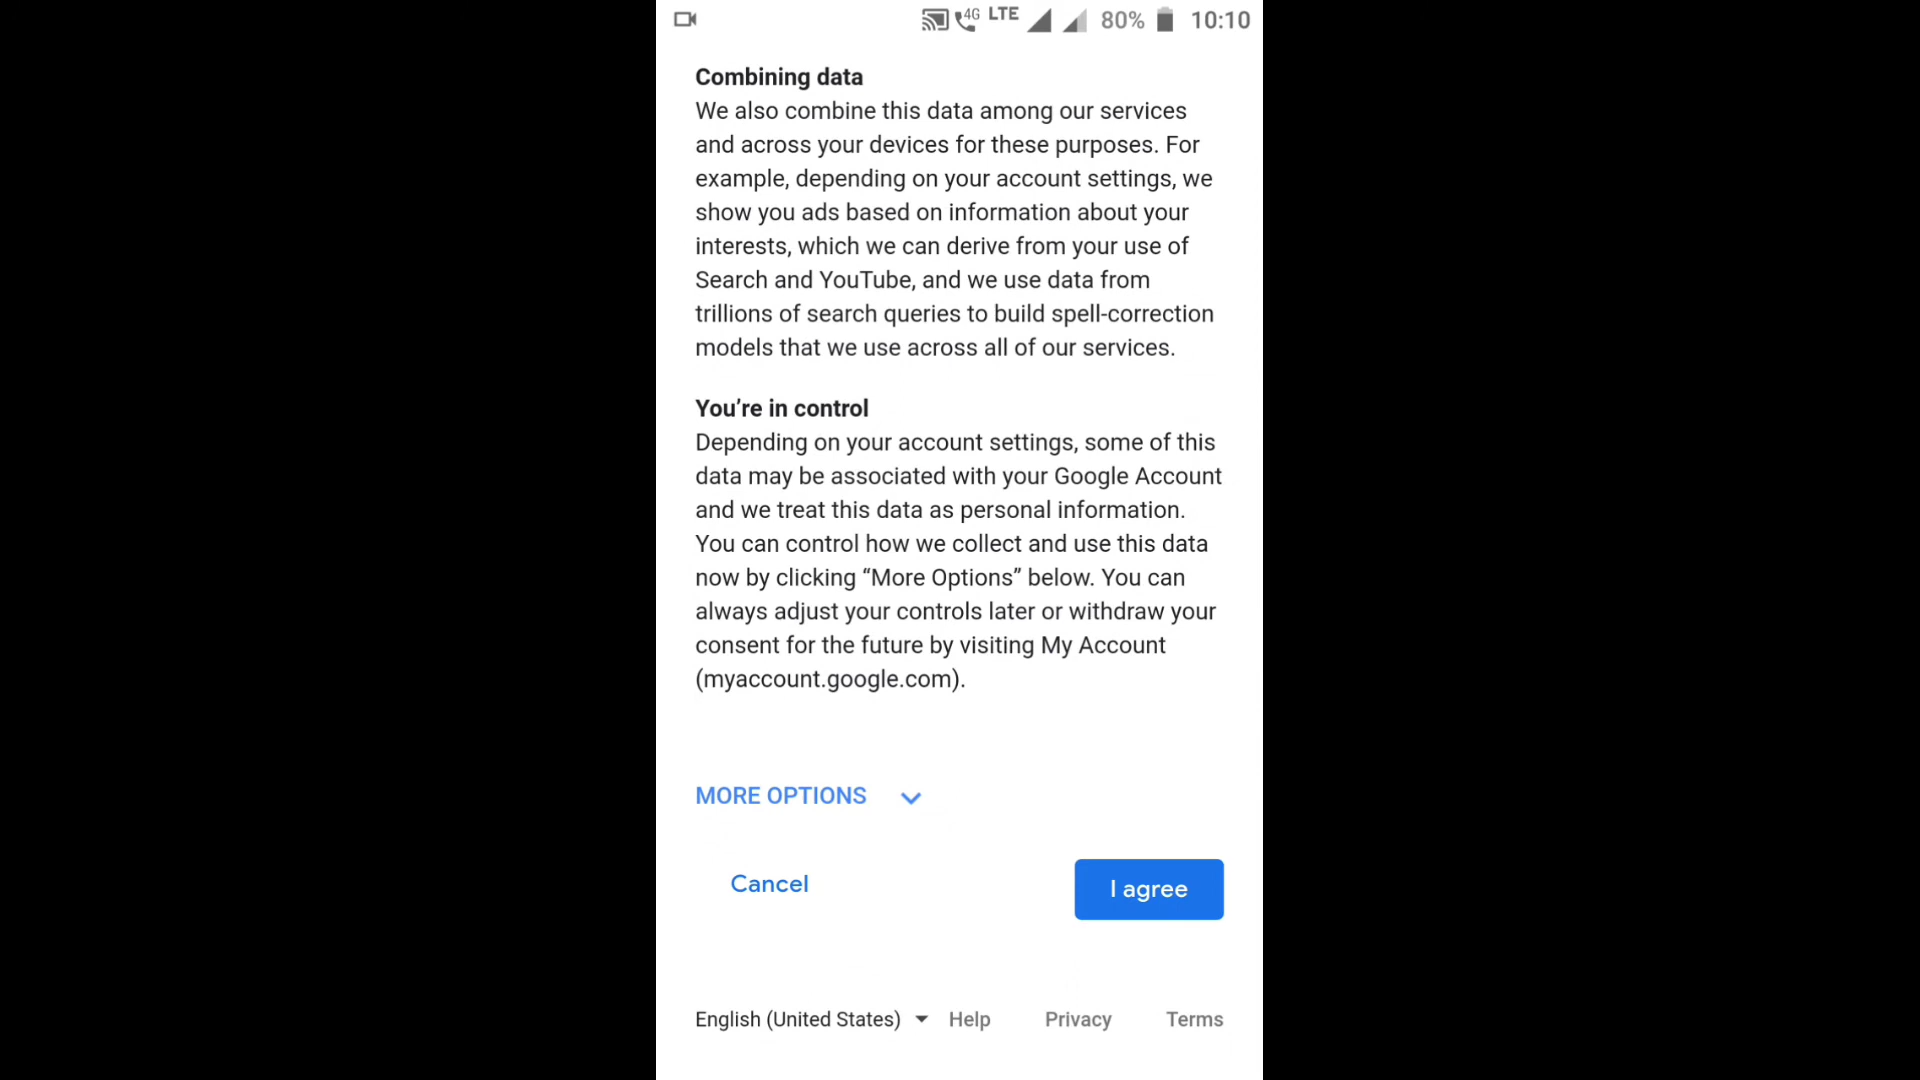 4G LTE 80% 10:10
Combining data
We also combine this data among our services
and across your devices for these purposes. For
example, depending on your account settings, we
show you ads based on information about your
interests, which we can derive from your use of
Search and YouTube, and we use data from
trillions of search queries to build spell-correction
models that we use across all of our services.
You’re in control
Depending on your account settings, some of this
data may be associated with your Google Account
and we treat this data as personal information.
You can control how we collect and use this data
now by clicking “More Options” below. You can
always adjust your controls later or withdraw your
consent for the future by visiting My Account
(myaccount.google.com).
MORE OPTIONS
Cancel I agree
English (United States) Help Privacy Terms